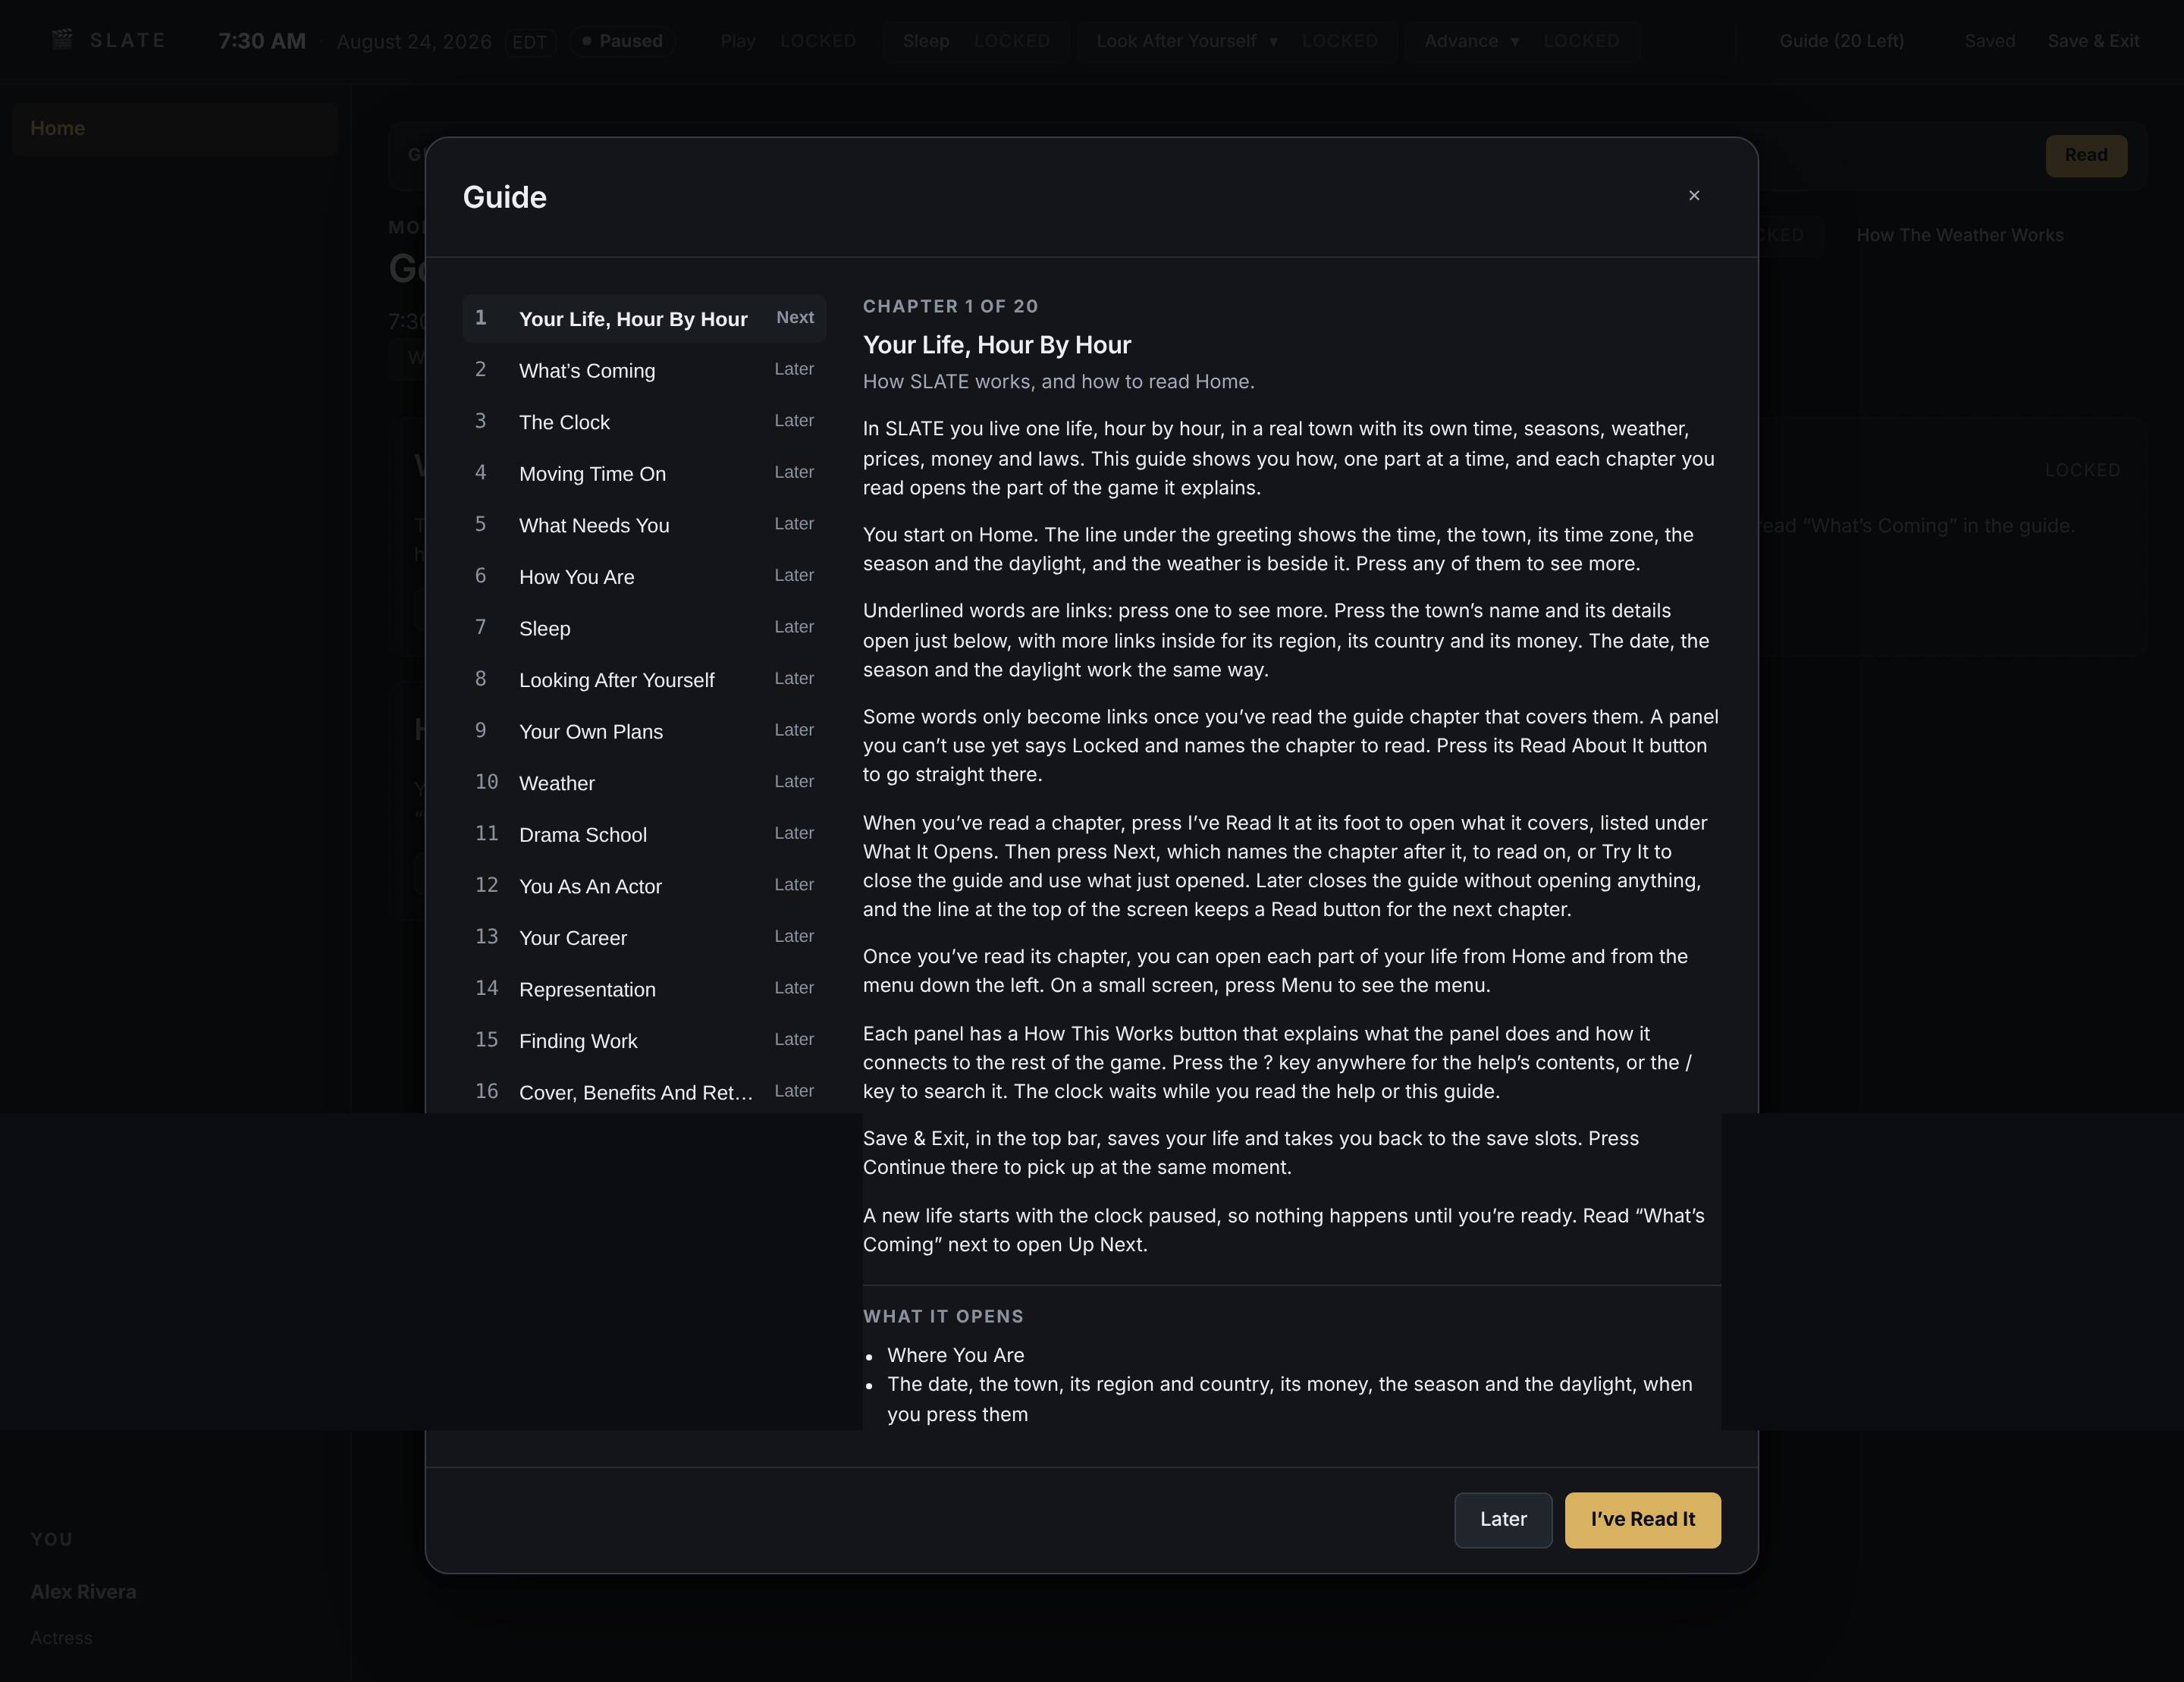 SLATE 7:30 AM · August 24, 2026 EDT Paused Play LOCKED Sleep LOCKED Look After Yourself ▾ LOCKED Advance ▾ LOCKED Guide (20 Left) Saved Save & Exit
Home
Read
How The Weather Works
LOCKED
read “What’s Coming” in the guide.
Guide ×
1 Your Life, Hour By Hour Next
2 What’s Coming Later
3 The Clock Later
4 Moving Time On Later
5 What Needs You Later
6 How You Are Later
7 Sleep Later
8 Looking After Yourself Later
9 Your Own Plans Later
10 Weather Later
11 Drama School Later
12 You As An Actor Later
13 Your Career Later
14 Representation Later
15 Finding Work Later
16 Cover, Benefits And Ret… Later
CHAPTER 1 OF 20
Your Life, Hour By Hour
How SLATE works, and how to read Home.
In SLATE you live one life, hour by hour, in a real town with its own time, seasons, weather,
prices, money and laws. This guide shows you how, one part at a time, and each chapter you
read opens the part of the game it explains.
You start on Home. The line under the greeting shows the time, the town, its time zone, the
season and the daylight, and the weather is beside it. Press any of them to see more.
Underlined words are links: press one to see more. Press the town’s name and its details
open just below, with more links inside for its region, its country and its money. The date, the
season and the daylight work the same way.
Some words only become links once you’ve read the guide chapter that covers them. A panel
you can’t use yet says Locked and names the chapter to read. Press its Read About It button
to go straight there.
When you’ve read a chapter, press I’ve Read It at its foot to open what it covers, listed under
What It Opens. Then press Next, which names the chapter after it, to read on, or Try It to
close the guide and use what just opened. Later closes the guide without opening anything,
and the line at the top of the screen keeps a Read button for the next chapter.
Once you’ve read its chapter, you can open each part of your life from Home and from the
menu down the left. On a small screen, press Menu to see the menu.
Each panel has a How This Works button that explains what the panel does and how it
connects to the rest of the game. Press the ? key anywhere for the help’s contents, or the /
key to search it. The clock waits while you read the help or this guide.
Save & Exit, in the top bar, saves your life and takes you back to the save slots. Press
Continue there to pick up at the same moment.
A new life starts with the clock paused, so nothing happens until you’re ready. Read “What’s
Coming” next to open Up Next.
WHAT IT OPENS
• Where You Are
• The date, the town, its region and country, its money, the season and the daylight, when
you press them
Later I’ve Read It
YOU
Alex Rivera
Actress